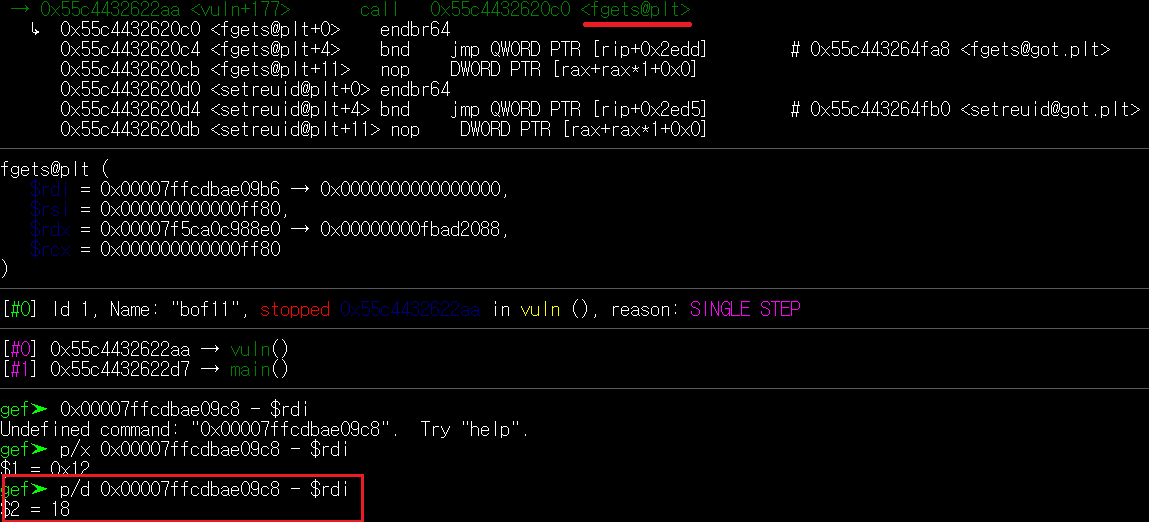 → 0x55c4432622aa <vuln+177> call 0x55c4432620c0 <fgets@plt>
↳ 0x55c4432620c0 <fgets@plt+0> endbr64
0x55c4432620c4 <fgets@plt+4> bnd jmp QWORD PTR [rip+0x2edd] # 0x55c443264fa8 <fgets@got.plt>
0x55c4432620cb <fgets@plt+11> nop DWORD PTR [rax+rax*1+0x0]
0x55c4432620d0 <setreuid@plt+0> endbr64
0x55c4432620d4 <setreuid@plt+4> bnd jmp QWORD PTR [rip+0x2ed5] # 0x55c443264fb0 <setreuid@got.plt>
0x55c4432620db <setreuid@plt+11> nop DWORD PTR [rax+rax*1+0x0]
fgets@plt (
$rdi = 0x00007ffcdbae09b6 → 0x0000000000000000,
$rsi = 0x000000000000ff80,
$rdx = 0x00007f5ca0c988e0 → 0x00000000fbad2088,
$rcx = 0x000000000000ff80
)
[#0] Id 1, Name: "bof11", stopped 0x55c4432622aa in vuln (), reason: SINGLE STEP
[#0] 0x55c4432622aa → vuln()
[#1] 0x55c4432622d7 → main()
gef➤ 0x00007ffcdbae09c8 - $rdi
Undefined command: "0x00007ffcdbae09c8". Try "help".
gef➤ p/x 0x00007ffcdbae09c8 - $rdi
$1 = 0x12
gef➤ p/d 0x00007ffcdbae09c8 - $rdi
$2 = 18